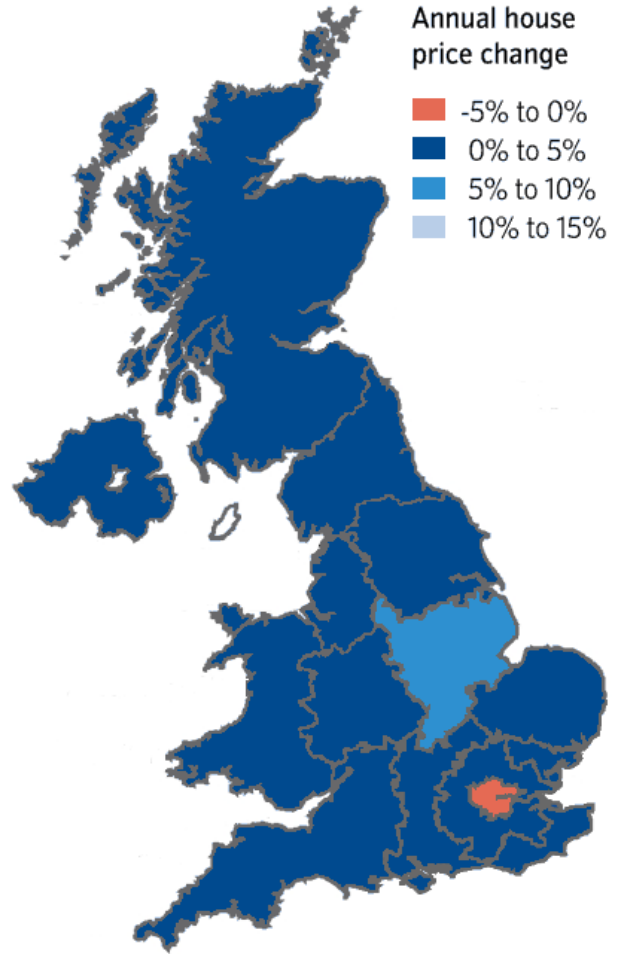 Annual house
price change
-5% to 0%
0% to 5%
5% to 10%
10% to 15%